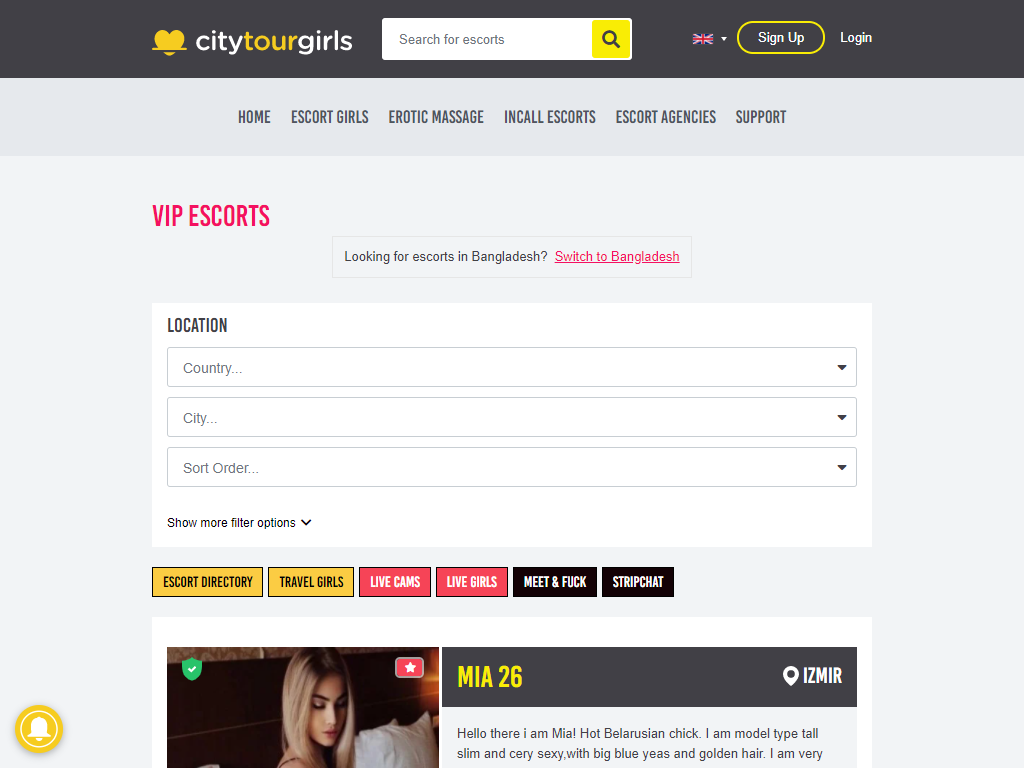 citytourgirls
Search for escorts
Sign Up
Login
HOME ESCORT GIRLS EROTIC MASSAGE INCALL ESCORTS ESCORT AGENCIES SUPPORT
VIP ESCORTS
Looking for escorts in Bangladesh? Switch to Bangladesh
LOCATION
Country...
City...
Sort Order...
Show more filter options
ESCORT DIRECTORY TRAVEL GIRLS LIVE CAMS LIVE GIRLS MEET & FUCK STRIPCHAT
MIA 26
IZMIR
Hello there i am Mia! Hot Belarusian chick. I am model type tall
slim and cery sexy,with big blue yeas and golden hair. I am very